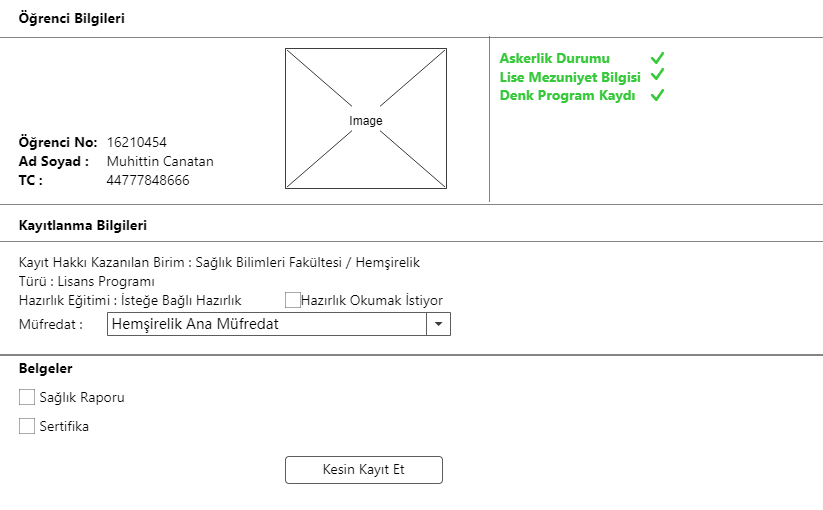 Öğrenci Bilgileri
Image
Askerlik Durumu
Lise Mezuniyet Bilgisi
Denk Program Kaydı
Öğrenci No: 16210454
Ad Soyad : Muhittin Canatan
TC : 44777848666
Kayıtlanma Bilgileri
Kayıt Hakkı Kazanılan Birim : Sağlık Bilimleri Fakültesi / Hemşirelik
Türü : Lisans Programı
Hazırlık Eğitimi : İsteğe Bağlı Hazırlık Hazırlık Okumak İstiyor
Müfredat : Hemşirelik Ana Müfredat
Belgeler
Sağlık Raporu
Sertifika
Kesin Kayıt Et